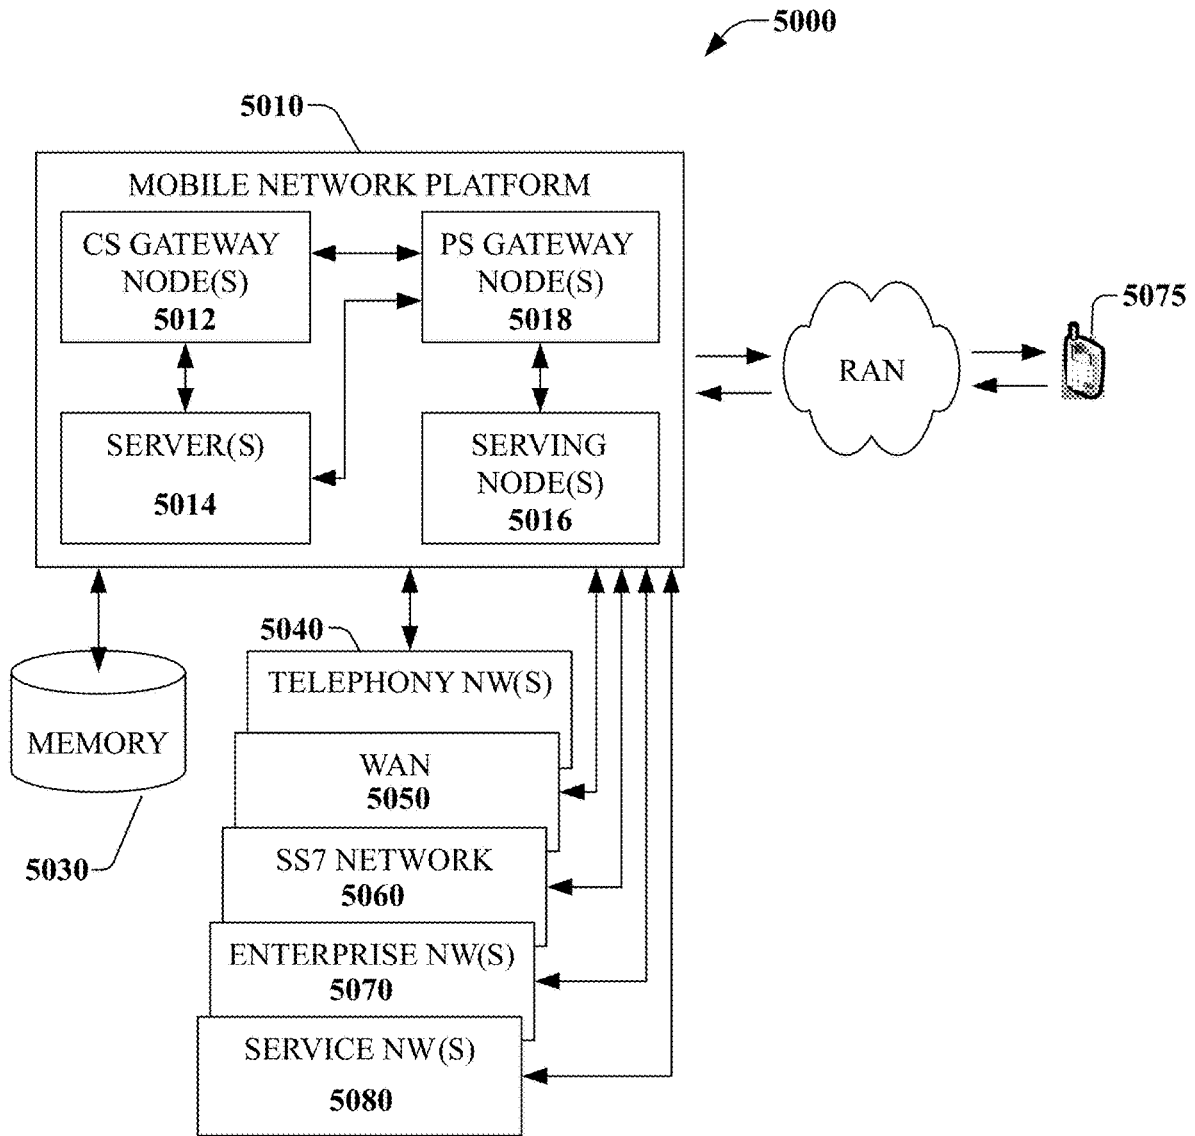 5000
5010
MOBILE NETWORK PLATFORM
CS GATEWAY
NODE(S)
5012
PS GATEWAY
NODE(S)
5018
SERVER(S)
5014
SERVING
NODE(S)
5016
RAN
5075
5040
TELEPHONY NW(S)
MEMORY
5030
WAN
5050
SS7 NETWORK
5060
ENTERPRISE NW(S)
5070
SERVICE NW(S)
5080